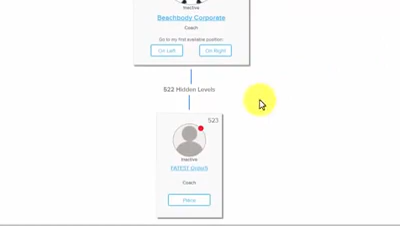 Inactive
Beachbody Corporate
Coach
Go to my first available position:
On Left On Right
522 Hidden Levels
523
Inactive
Coach